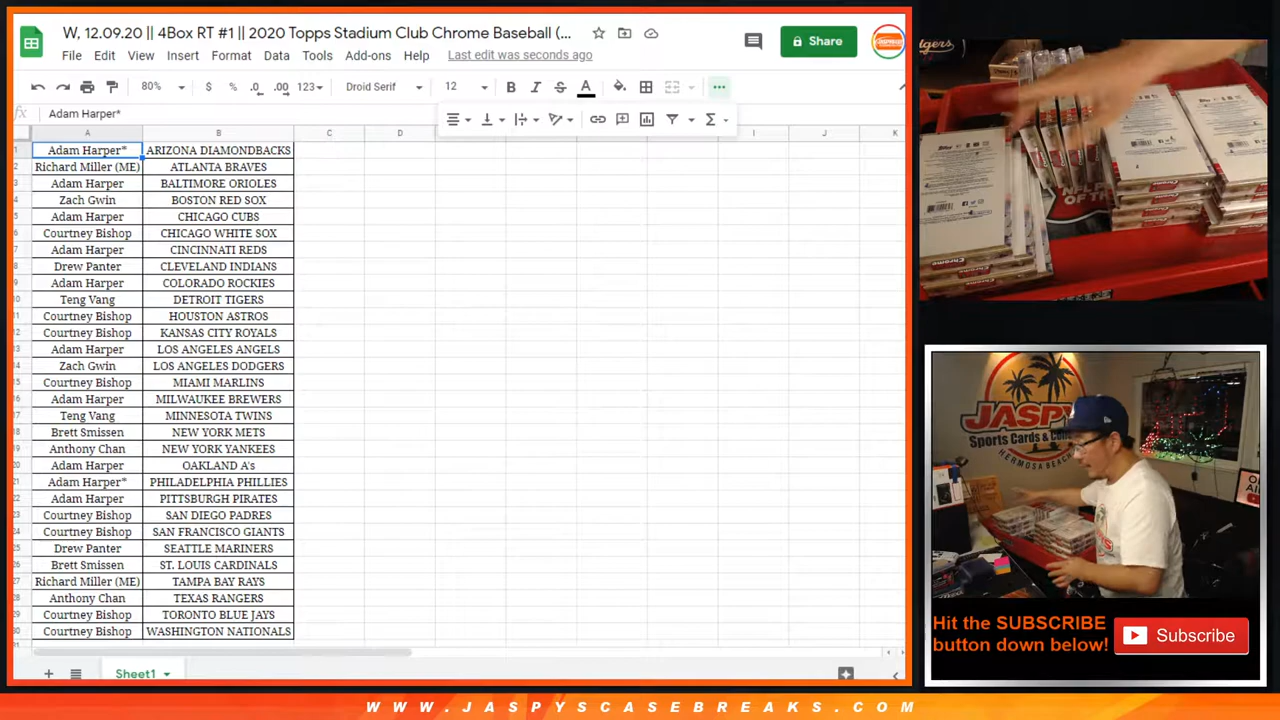 W, 12.09.20 || 4Box RT #1 || 2020 Topps Stadium Club Chrome Baseball (...
File Edit View Insert Format Data Tools Add-ons Help Last edit was seconds ago
Share
80% $ % .0 .00 123 Droid Serif 12 B I S A
fx Adam Harper*
A B C D E F G H I J K
1 Adam Harper* ARIZONA DIAMONDBACKS
2 Richard Miller (ME) ATLANTA BRAVES
3 Adam Harper BALTIMORE ORIOLES
4 Zach Gwin BOSTON RED SOX
5 Adam Harper CHICAGO CUBS
6 Courtney Bishop CHICAGO WHITE SOX
7 Adam Harper CINCINNATI REDS
8 Drew Panter CLEVELAND INDIANS
9 Adam Harper COLORADO ROCKIES
10 Teng Vang DETROIT TIGERS
11 Courtney Bishop HOUSTON ASTROS
12 Courtney Bishop KANSAS CITY ROYALS
13 Adam Harper LOS ANGELES ANGELS
14 Zach Gwin LOS ANGELES DODGERS
15 Courtney Bishop MIAMI MARLINS
16 Adam Harper MILWAUKEE BREWERS
17 Teng Vang MINNESOTA TWINS
18 Brett Smissen NEW YORK METS
19 Anthony Chan NEW YORK YANKEES
20 Adam Harper OAKLAND A's
21 Adam Harper* PHILADELPHIA PHILLIES
22 Adam Harper PITTSBURGH PIRATES
23 Courtney Bishop SAN DIEGO PADRES
24 Courtney Bishop SAN FRANCISCO GIANTS
25 Drew Panter SEATTLE MARINERS
26 Brett Smissen ST. LOUIS CARDINALS
27 Richard Miller (ME) TAMPA BAY RAYS
28 Anthony Chan TEXAS RANGERS
29 Courtney Bishop TORONTO BLUE JAYS
30 Courtney Bishop WASHINGTON NATIONALS
Sheet1
Chrome
JASPY
Sports Cards &
HERMOSA BEACH
Hit the SUBSCRIBE
button down below!
Subscribe
WWW.JASPYSCASEBREAKS.COM